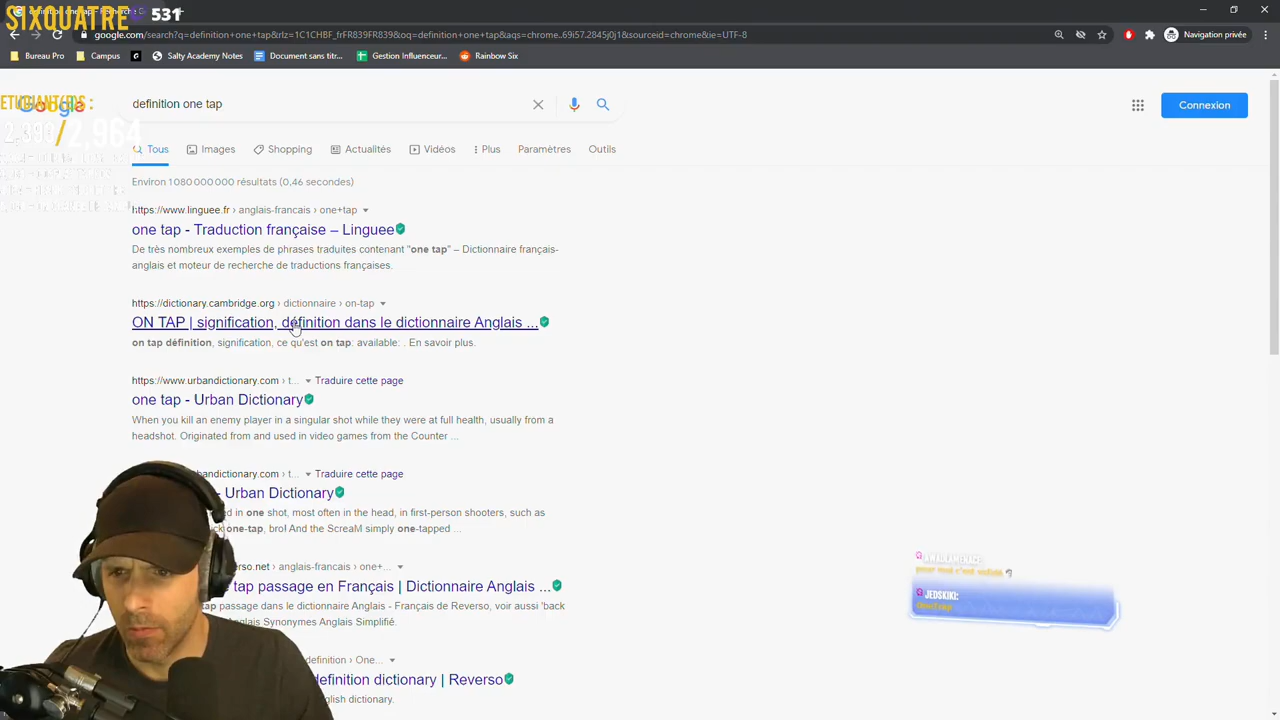 SIXQUATRE
531
google.com/search?q=definition+one+tap&rlz=1C1CHBF_frFR839FR839&oq=definition+one+tap&aqs=chrome..69i57.2845j0j1&sourceid=chrome&ie=UTF-8
Navigation privée
Bureau Pro
Campus
Salty Academy Notes
Document sans titr...
Gestion Influenceur...
Rainbow Six
ETUDIANT(E)S :
Google
2,964
definition one tap
Connexion
Tous
Images
Shopping
Actualités
Vidéos
Plus
Paramètres
Outils
Environ 1 080 000 000 résultats (0,46 secondes)
https://www.linguee.fr › anglais-francais › one+tap
one tap - Traduction française – Linguee
De très nombreux exemples de phrases traduites contenant "one tap" – Dictionnaire français-
anglais et moteur de recherche de traductions françaises.
https://dictionary.cambridge.org › dictionnaire › on-tap
ON TAP | signification, définition dans le dictionnaire Anglais ...
on tap définition, signification, ce qu'est on tap: available: . En savoir plus.
https://www.urbandictionary.com › t... Traduire cette page
one tap - Urban Dictionary
When you kill an enemy player in a singular shot while they were at full health, usually from a
headshot. Originated from and used in video games from the Counter ...
andictionary.com › t... Traduire cette page
- Urban Dictionary
ed in one shot, most often in the head, in first-person shooters, such as
ick one-tap, bro! And the ScreaM simply one-tapped ...
erso.net › anglais-francais › one+...
tap passage en Français | Dictionnaire Anglais ...
tap passage dans le dictionnaire Anglais - Français de Reverso, voir aussi 'back
Anglais Synonymes Anglais Simplifié.
definition › One...
definition dictionary | Reverso
glish dictionary.
JEDSKIKI: